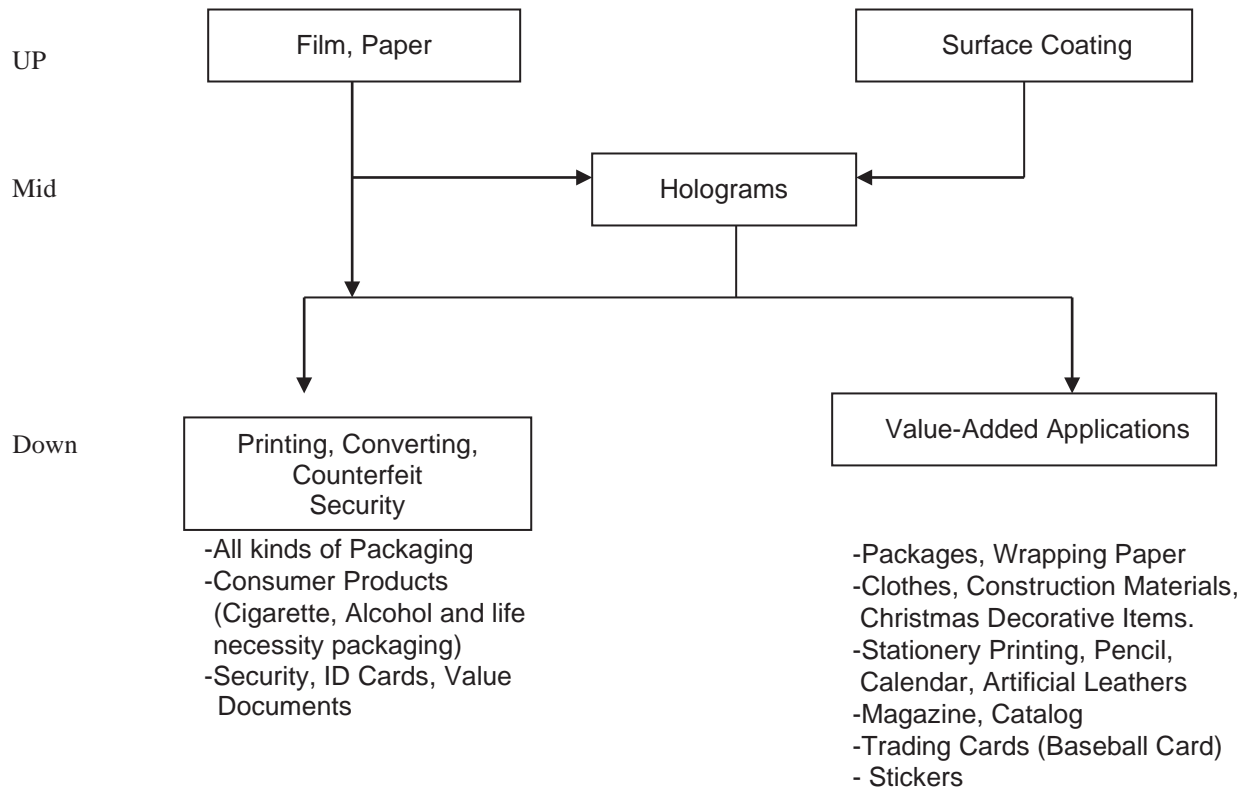 UP
Film, Paper
Surface Coating
Mid
Holograms
Down
Printing, Converting,
Counterfeit
Security
Value-Added Applications
-All kinds of Packaging
-Consumer Products
(Cigarette, Alcohol and life
necessity packaging)
-Security, ID Cards, Value
Documents
-Packages, Wrapping Paper
-Clothes, Construction Materials,
Christmas Decorative Items.
-Stationery Printing, Pencil,
Calendar, Artificial Leathers
-Magazine, Catalog
-Trading Cards (Baseball Card)
- Stickers